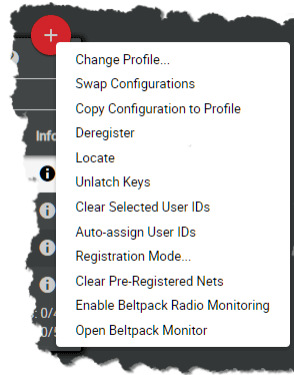 +
Change Profile...
Swap Configurations
Copy Configuration to Profile
Info
Deregister
Locate
Unlatch Keys
Clear Selected User IDs
Auto-assign User IDs
Registration Mode...
Clear Pre-Registered Nets
Enable Beltpack Radio Monitoring
Open Beltpack Monitor